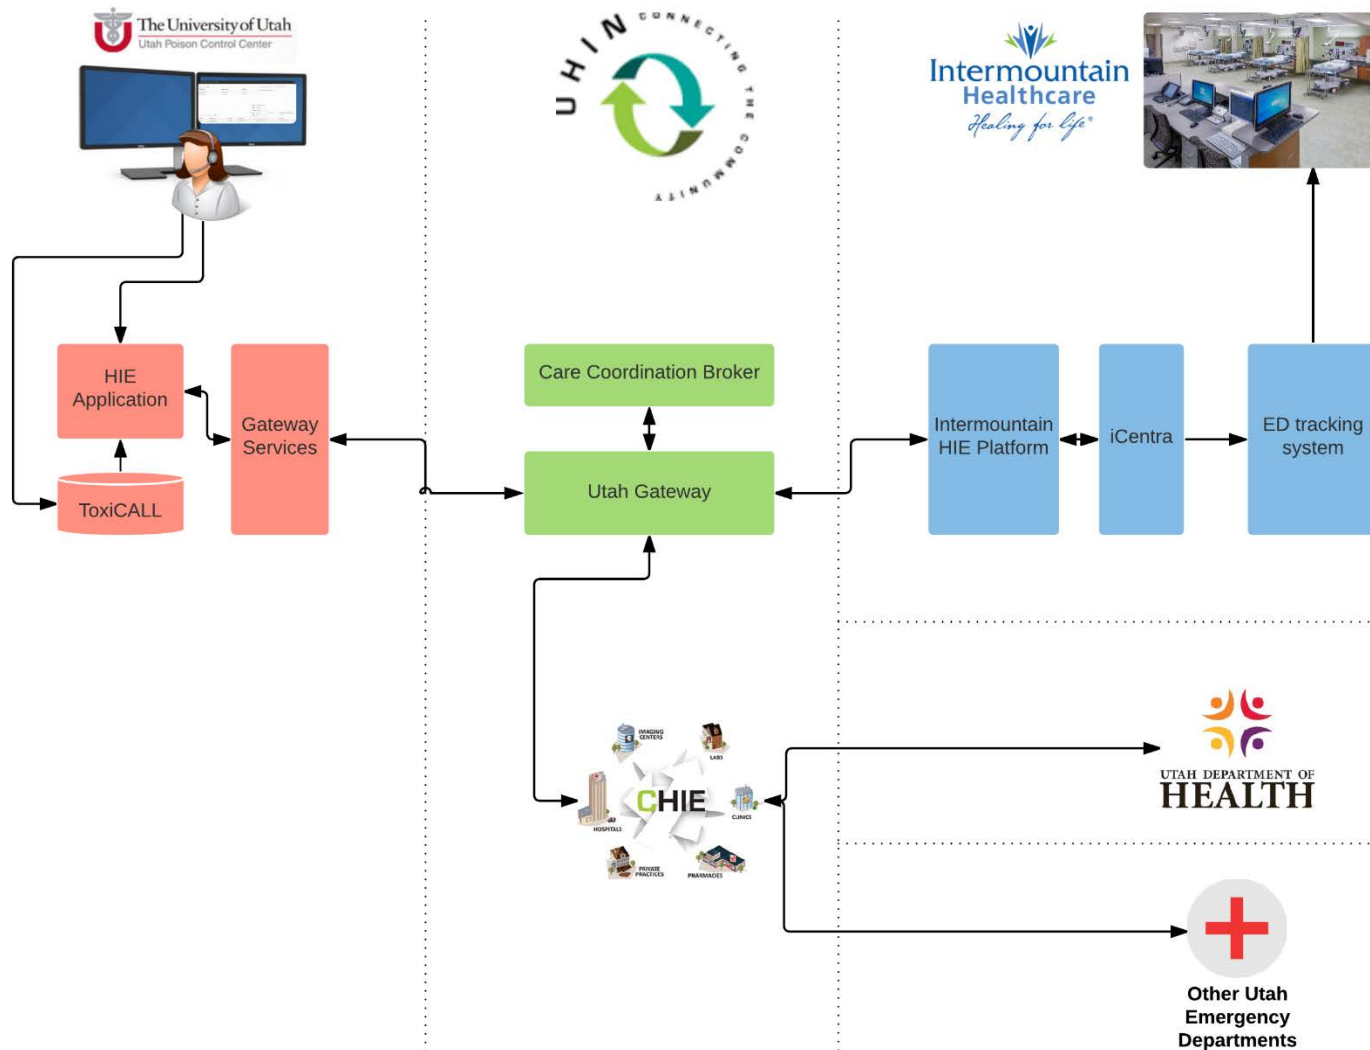 The University of Utah
Utah Poison Control Center
UHIN CONNECTING THE COMMUNITY
Intermountain
Healthcare
Healing for life®
HIE
Application
Gateway
Services
ToxiCALL
Care Coordination Broker
Utah Gateway
Intermountain
HIE Platform
iCentra
ED tracking
system
IMAGING
CENTERS
LABS
CHIE
HOSPITALS
CLINICS
PRIVATE
PRACTICES
PHARMACIES
UTAH DEPARTMENT OF
HEALTH
Other Utah
Emergency
Departments